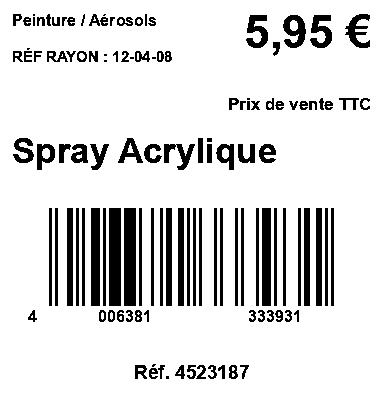 Peinture / Aérosols
5,95 €
RÉF RAYON : 12-04-08
Prix de vente TTC
Spray Acrylique
4 006381 333931
Réf. 4523187